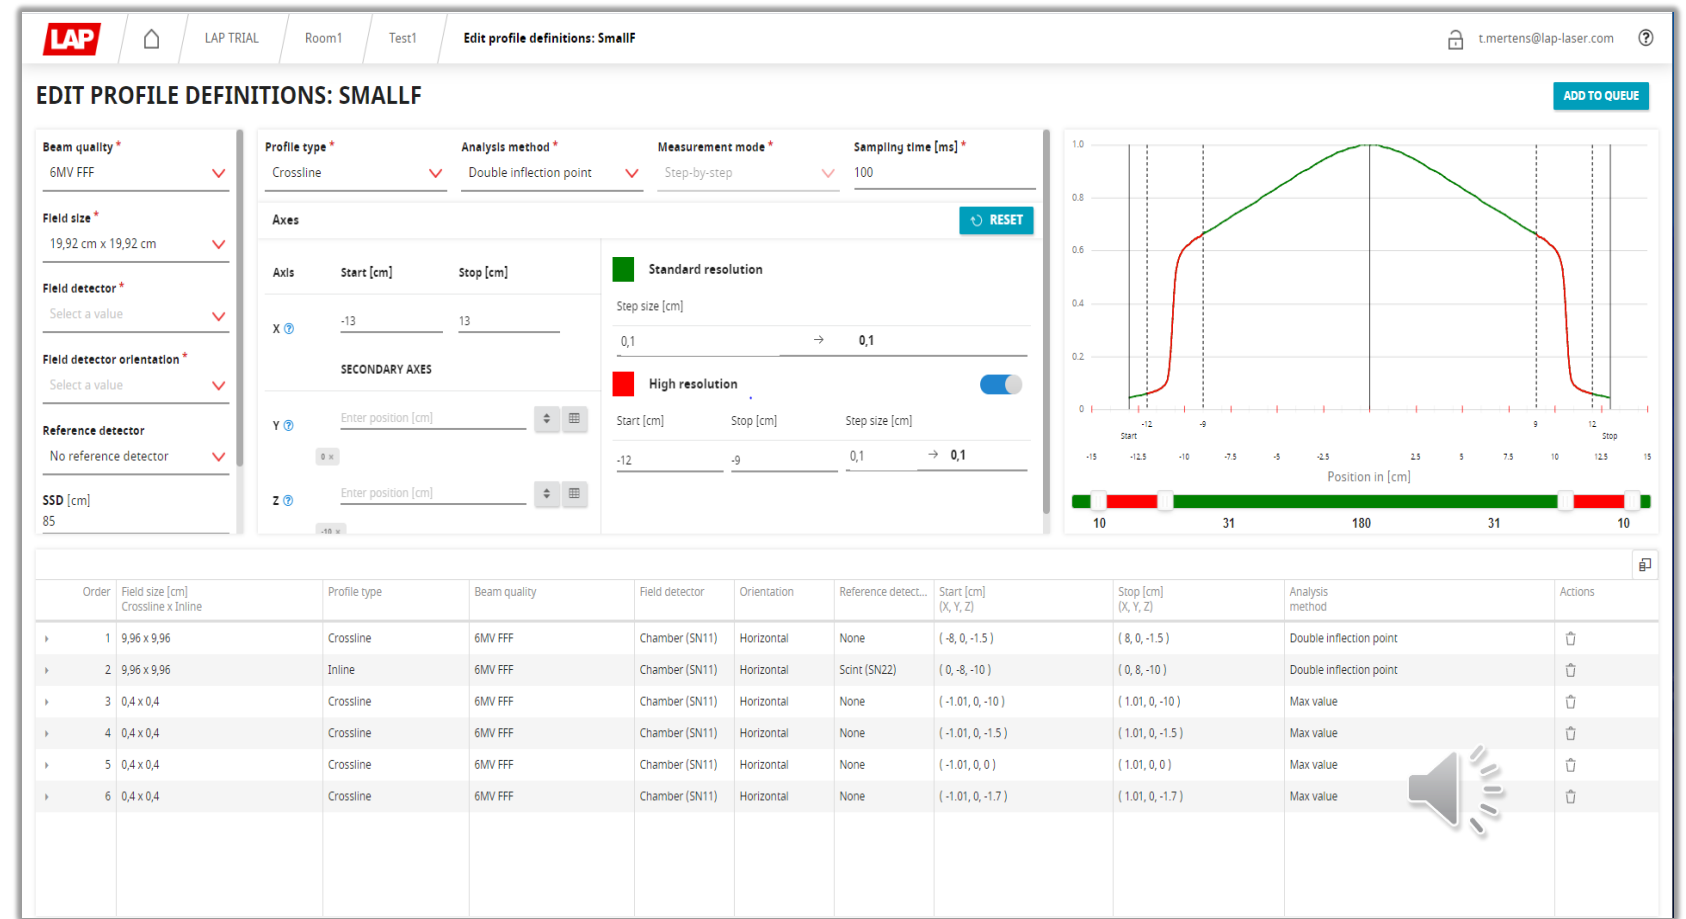 LAP
LAP TRIAL
Room1
Test1
Edit profile definitions: SmallF
t.mertens@lap-laser.com
EDIT PROFILE DEFINITIONS: SMALLF
ADD TO QUEUE
Beam quality *
6MV FFF
Field size *
19,92 cm x 19,92 cm
Field detector *
Select a value
Field detector orientation *
Select a value
Reference detector
No reference detector
SSD [cm]
85
Profile type *
Crossline
Analysis method *
Double inflection point
Measurement mode *
Step-by-step
Sampling time [ms] *
100
Axes
RESET
Axis Start [cm] Stop [cm]
X ? -13 13
SECONDARY AXES
Y ? Enter position [cm]
0 ×
Z ? Enter position [cm]
-10 ×
Standard resolution
Step size [cm]
0,1 → 0,1
High resolution
Start [cm] Stop [cm] Step size [cm]
-12 -9 0,1 → 0,1
1.0
0.8
0.6
0.4
0.2
0
-12 -9 9 12
Start Stop
-15 -12.5 -10 -7.5 -5 -2.5 2.5 5 7.5 10 12.5 15
Position in [cm]
10 31 180 31 10
Order Field size [cm] Profile type Beam quality Field detector Orientation Reference detect... Start [cm] Stop [cm] Analysis Actions
Crossline x Inline (X, Y, Z) (X, Y, Z) method
1 9,96 x 9,96 Crossline 6MV FFF Chamber (SN11) Horizontal None ( -8, 0, -1.5 ) ( 8, 0, -1.5 ) Double inflection point
2 9,96 x 9,96 Inline 6MV FFF Chamber (SN11) Horizontal Scint (SN22) ( 0, -8, -10 ) ( 0, 8, -10 ) Double inflection point
3 0,4 x 0,4 Crossline 6MV FFF Chamber (SN11) Horizontal None ( -1.01, 0, -10 ) ( 1.01, 0, -10 ) Max value
4 0,4 x 0,4 Crossline 6MV FFF Chamber (SN11) Horizontal None ( -1.01, 0, -1.5 ) ( 1.01, 0, -1.5 ) Max value
5 0,4 x 0,4 Crossline 6MV FFF Chamber (SN11) Horizontal None ( -1.01, 0, 0 ) ( 1.01, 0, 0 ) Max value
6 0,4 x 0,4 Crossline 6MV FFF Chamber (SN11) Horizontal None ( -1.01, 0, -1.7 ) ( 1.01, 0, -1.7 ) Max value